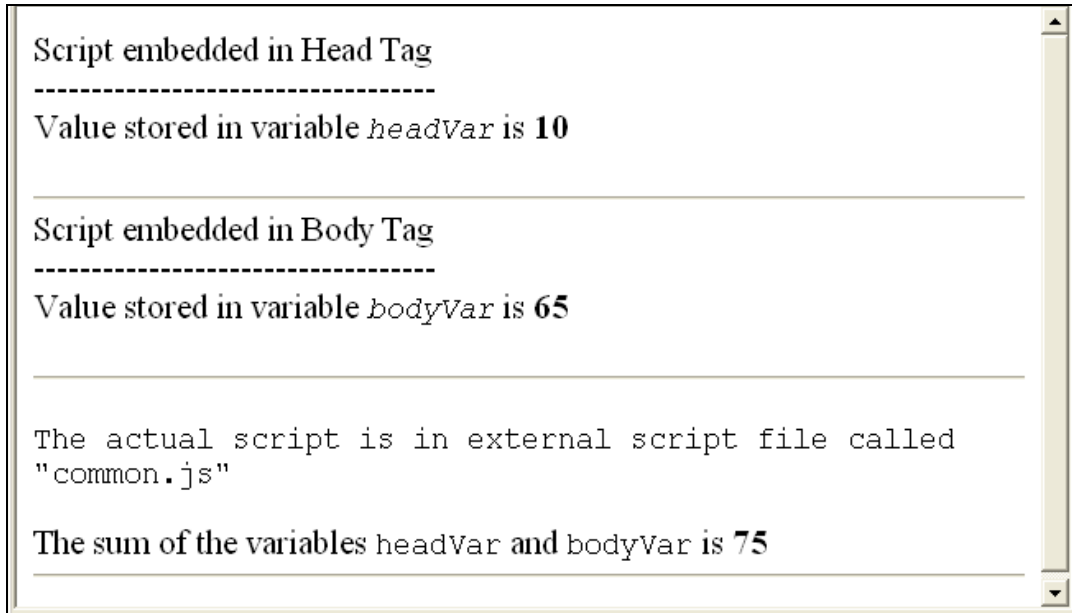 Script embedded in Head Tag
-----------------------------------
Value stored in variable headVar is 10
Script embedded in Body Tag
-----------------------------------
Value stored in variable bodyVar is 65
The actual script is in external script file called
"common.js"
The sum of the variables headVar and bodyVar is 75